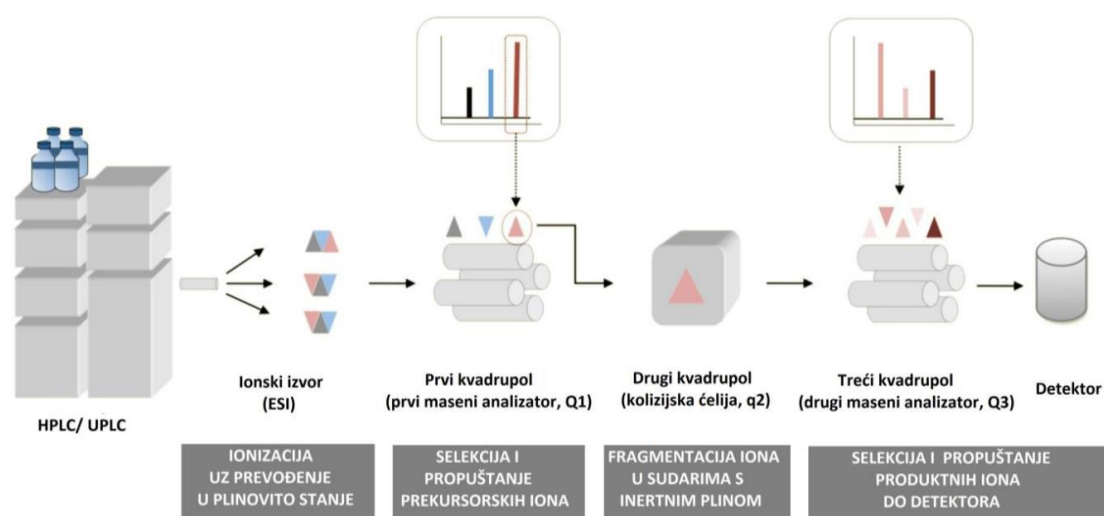 HPLC/ UPLC
Ionski izvor
(ESI)
Prvi kvadrupol
(prvi maseni analizator, Q1)
Drugi kvadrupol
(kolizijska ćelija, q2)
Treći kvadrupol
(drugi maseni analizator, Q3)
Detektor
IONIZACIJA
UZ PREVOĐENJE
U PLINOVITO STANJE
SELEKCIJA I
PROPUŠTANJE
PREKURSORSKIH IONA
FRAGMENTACIJA IONA
U SUDARIMA S
INERTNIM PLINOM
SELEKCIJA I PROPUŠTANJE
PRODUKTNIH IONA
DO DETEKTORA